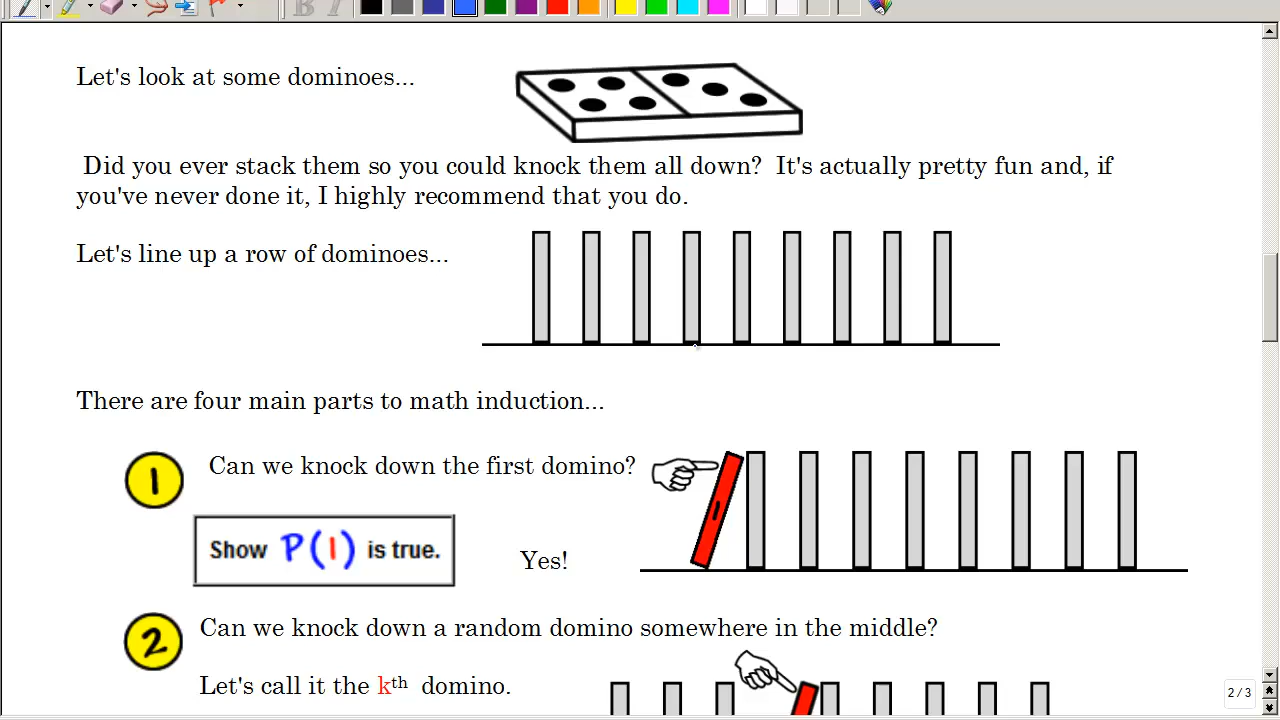 Let's look at some dominoes...
Did you ever stack them so you could knock them all down?  It's actually pretty fun and, if
you've never done it, I highly recommend that you do.
Let's line up a row of dominoes...
There are four main parts to math induction...
1 Can we knock down the first domino?
1
Show P(1) is true.
Yes!
2 Can we knock down a random domino somewhere in the middle?
Let's call it the kth domino.
2 / 3